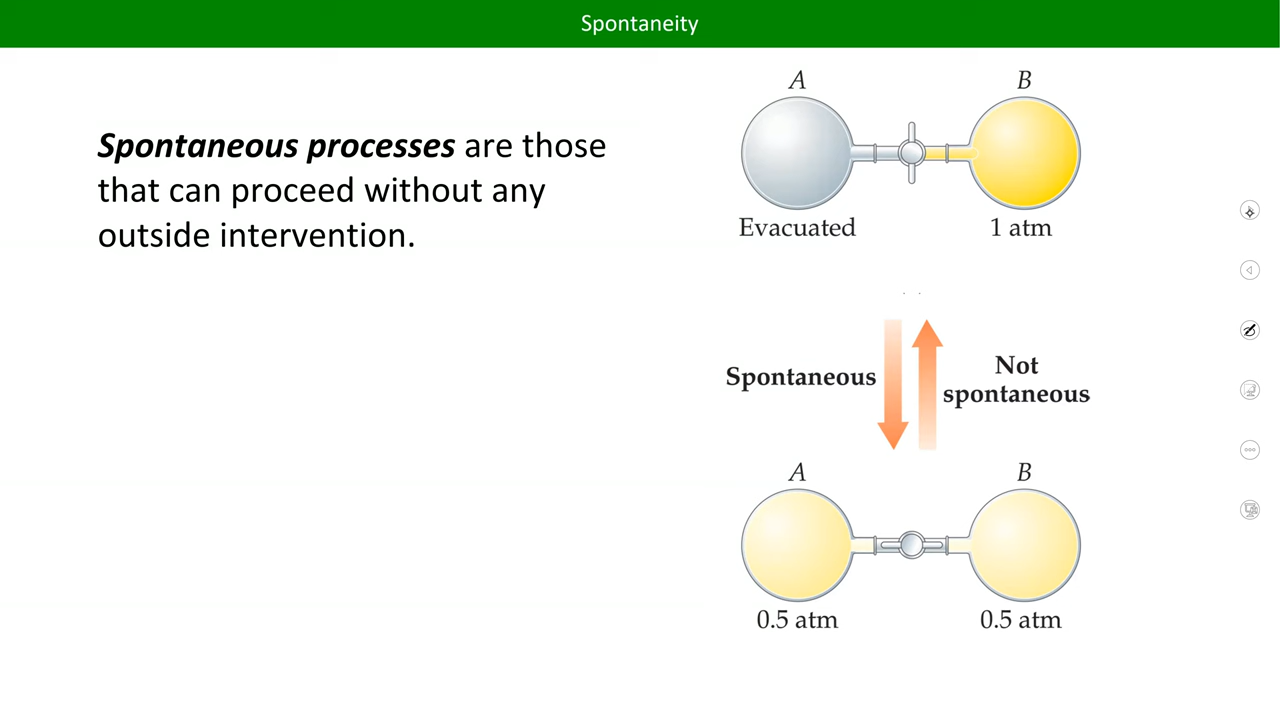 Spontaneity
Spontaneous processes are those
that can proceed without any
outside intervention.
A B
Evacuated 1 atm
Spontaneous
Not
spontaneous
A B
0.5 atm 0.5 atm